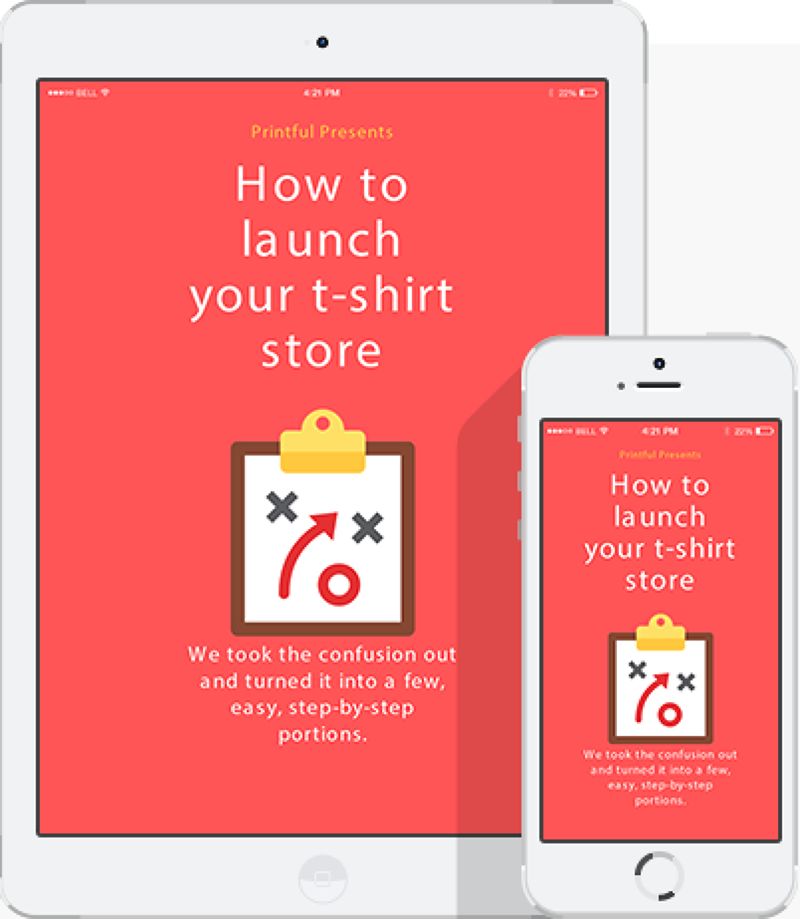 BELL
4:21 PM
22%
Printful Presents
How to
launch
your t-shirt
store
We took the confusion out
and turned it into a few,
easy, step-by-step
portions.
BELL
4:21 PM
22%
Printful Presents
How to
launch
your t-shirt
store
We took the confusion out
and turned it into a few,
easy, step-by-step
portions.